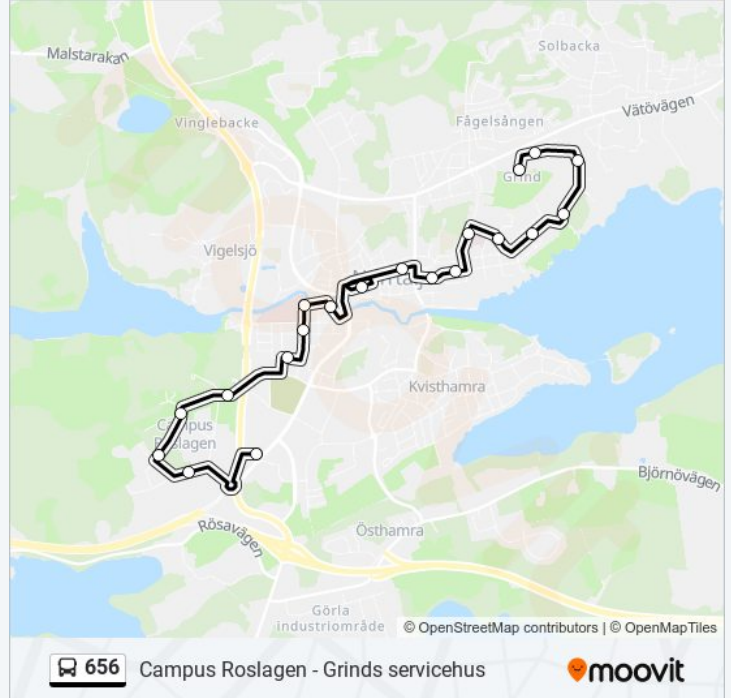 Solbacka
Malstarakan
Vätövägen
Vinglebacke
Fågelsången
Grind
Vigelsjö
Kvisthamra
Campus
Roslagen
Björnövägen
Rösavägen
Östhamra
Görla
industriområde
© OpenStreetMap contributors | © OpenMapTiles
656 Campus Roslagen - Grinds servicehus
moovit